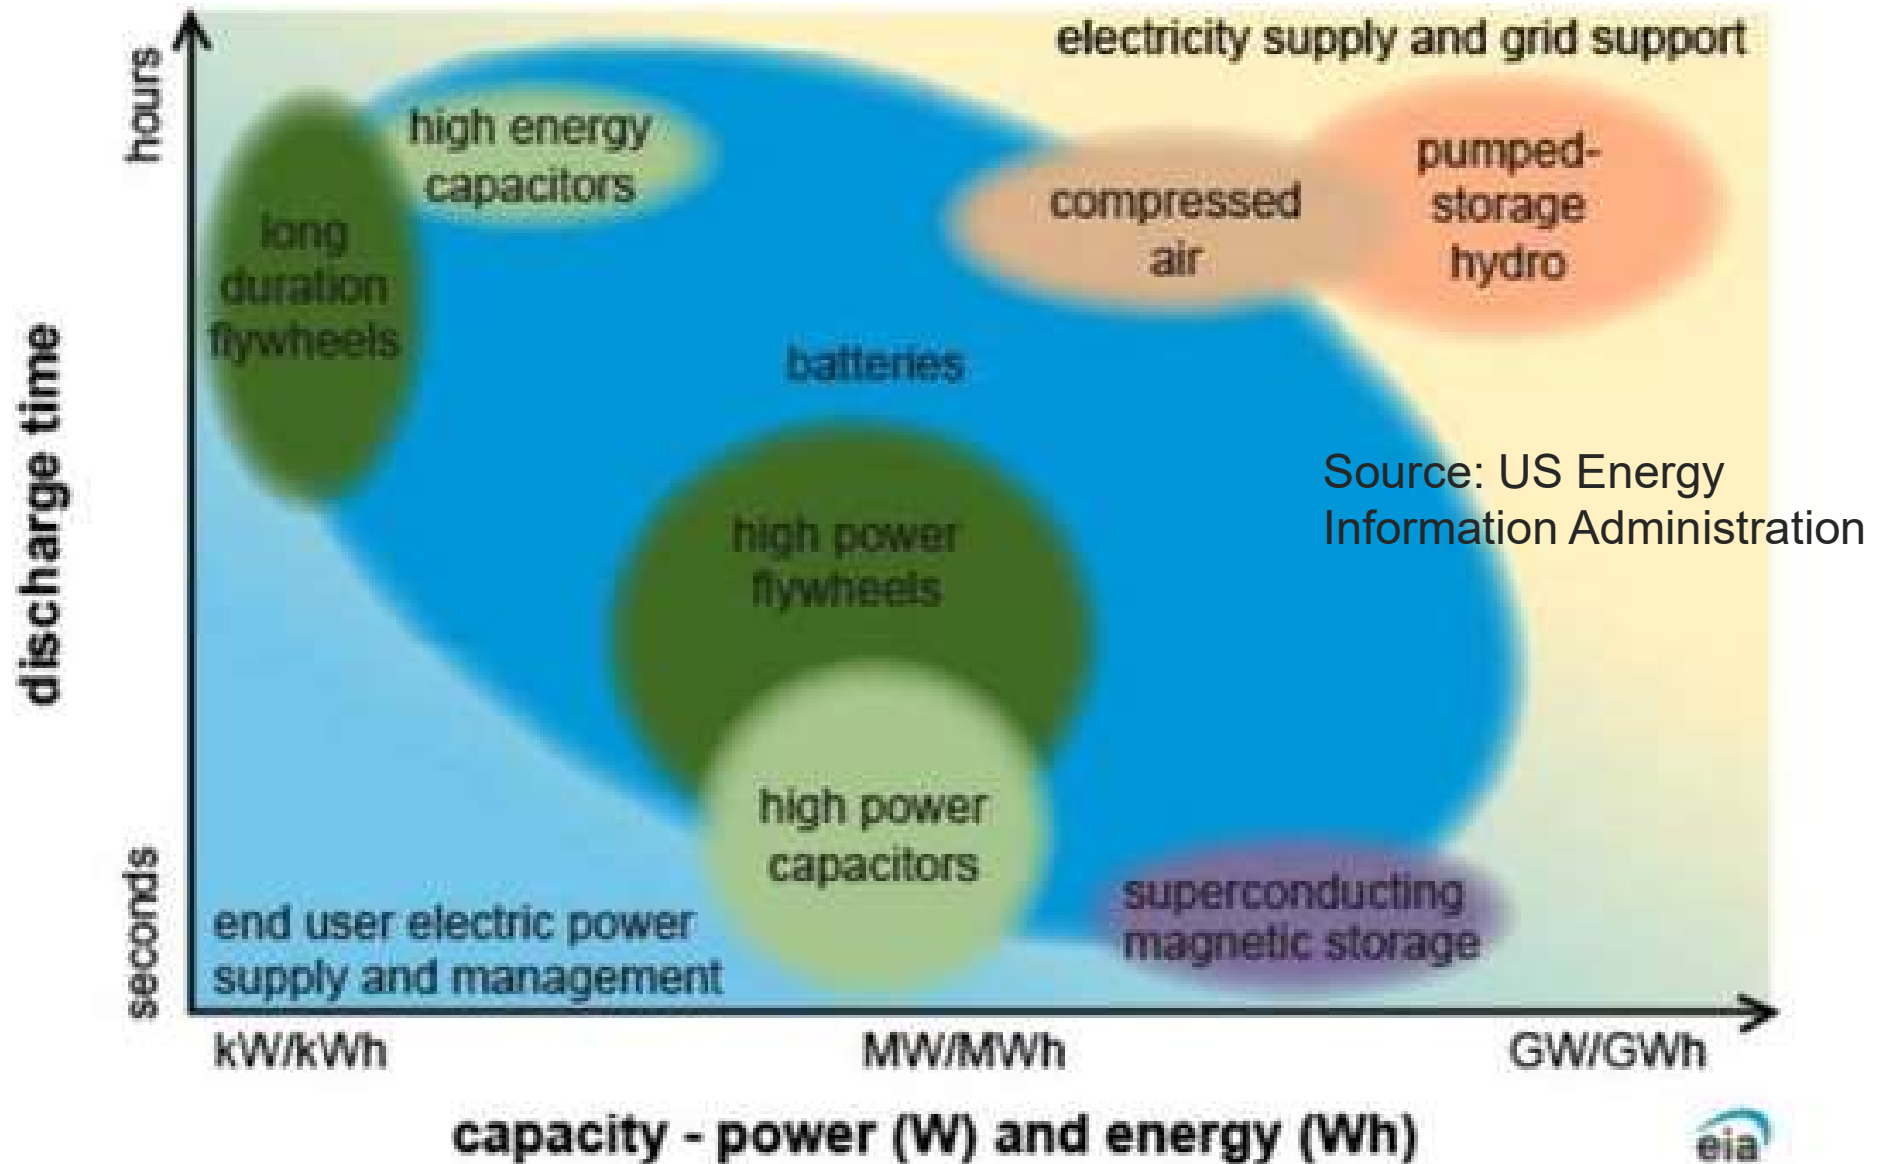 electricity supply and grid support
hours
high energy
capacitors
pumped-
storage
hydro
compressed
air
long
duration
flywheels
batteries
discharge time
Source: US Energy
Information Administration
high power
flywheels
high power
capacitors
superconducting
magnetic storage
seconds
end user electric power
supply and management
kW/kWh
MW/MWh
GW/GWh
capacity - power (W) and energy (Wh)
eia